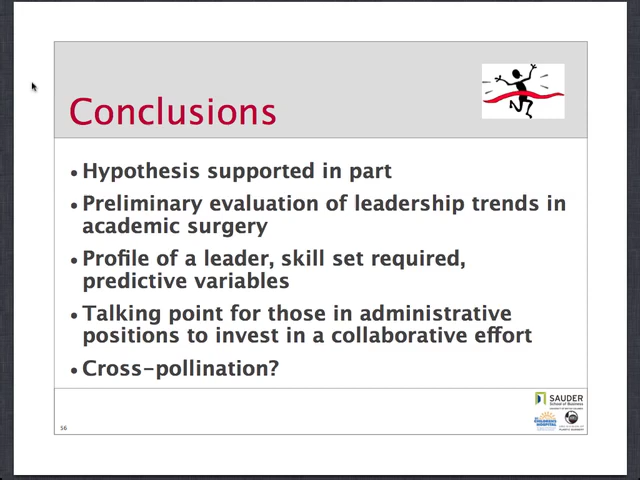 Conclusions
• Hypothesis supported in part
• Preliminary evaluation of leadership trends in
academic surgery
• Profile of a leader, skill set required,
predictive variables
• Talking point for those in administrative
positions to invest in a collaborative effort
• Cross-pollination?
56
SAUDER
School of Business